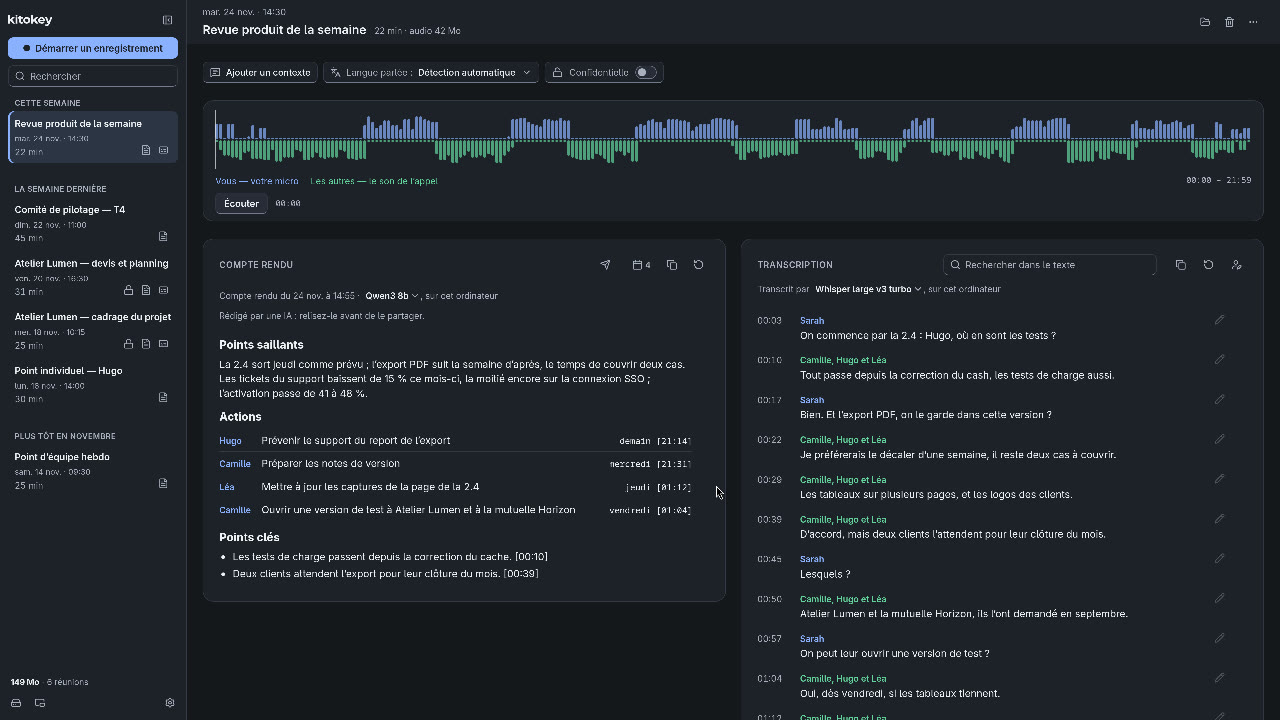 kitokey
Démarrer un enregistrement
Rechercher
CETTE SEMAINE
Revue produit de la semaine
mar. 24 nov. · 14:30
22 min
LA SEMAINE DERNIÈRE
Comité de pilotage — T4
dim. 22 nov. · 11:00
45 min
Atelier Lumen — devis et planning
ven. 20 nov. · 16:30
31 min
Atelier Lumen — cadrage du projet
mer. 18 nov. · 10:15
25 min
Point individuel — Hugo
lun. 16 nov. · 14:00
30 min
PLUS TÔT EN NOVEMBRE
Point d'équipe hebdo
sam. 14 nov. · 09:30
25 min
149 Mo · 6 réunions
mar. 24 nov. · 14:30
Revue produit de la semaine 22 min · audio 42 Mo
Ajouter un contexte
Langue parlée : Détection automatique
Confidentielle
Vous — votre micro Les autres — le son de l'appel
00:00 – 21:59
Écouter 00:00
COMPTE RENDU
4
Compte rendu du 24 nov. à 14:55 · Qwen3 8b , sur cet ordinateur
Rédigé par une IA : relisez-le avant de le partager.
Points saillants
La 2.4 sort jeudi comme prévu ; l'export PDF suit la semaine d'après, le temps de couvrir deux cas.
Les tickets du support baissent de 15 % ce mois-ci, la moitié encore sur la connexion SSO ;
l'activation passe de 41 à 48 %.
Actions
Hugo Prévenir le support du report de l'export demain [21:14]
Camille Préparer les notes de version mercredi [21:31]
Léa Mettre à jour les captures de la page de la 2.4 jeudi [01:12]
Camille Ouvrir une version de test à Atelier Lumen et à la mutuelle Horizon vendredi [01:04]
Points clés
• Les tests de charge passent depuis la correction du cache. [00:10]
• Deux clients attendent l'export pour leur clôture du mois. [00:39]
TRANSCRIPTION
Rechercher dans le texte
Transcrit par Whisper large v3 turbo , sur cet ordinateur
00:03 Sarah
On commence par la 2.4 : Hugo, où en sont les tests ?
00:10 Camille, Hugo et Léa
Tout passe depuis la correction du cash, les tests de charge aussi.
00:17 Sarah
Bien. Et l'export PDF, on le garde dans cette version ?
00:22 Camille, Hugo et Léa
Je préférerais le décaler d'une semaine, il reste deux cas à couvrir.
00:29 Camille, Hugo et Léa
Les tableaux sur plusieurs pages, et les logos des clients.
00:39 Camille, Hugo et Léa
D'accord, mais deux clients l'attendent pour leur clôture du mois.
00:45 Sarah
Lesquels ?
00:50 Camille, Hugo et Léa
Atelier Lumen et la mutuelle Horizon, ils l'ont demandé en septembre.
00:57 Sarah
On peut leur ouvrir une version de test ?
01:04 Camille, Hugo et Léa
Oui, dès vendredi, si les tableaux tiennent.
01:12 Camille, Hugo et Léa